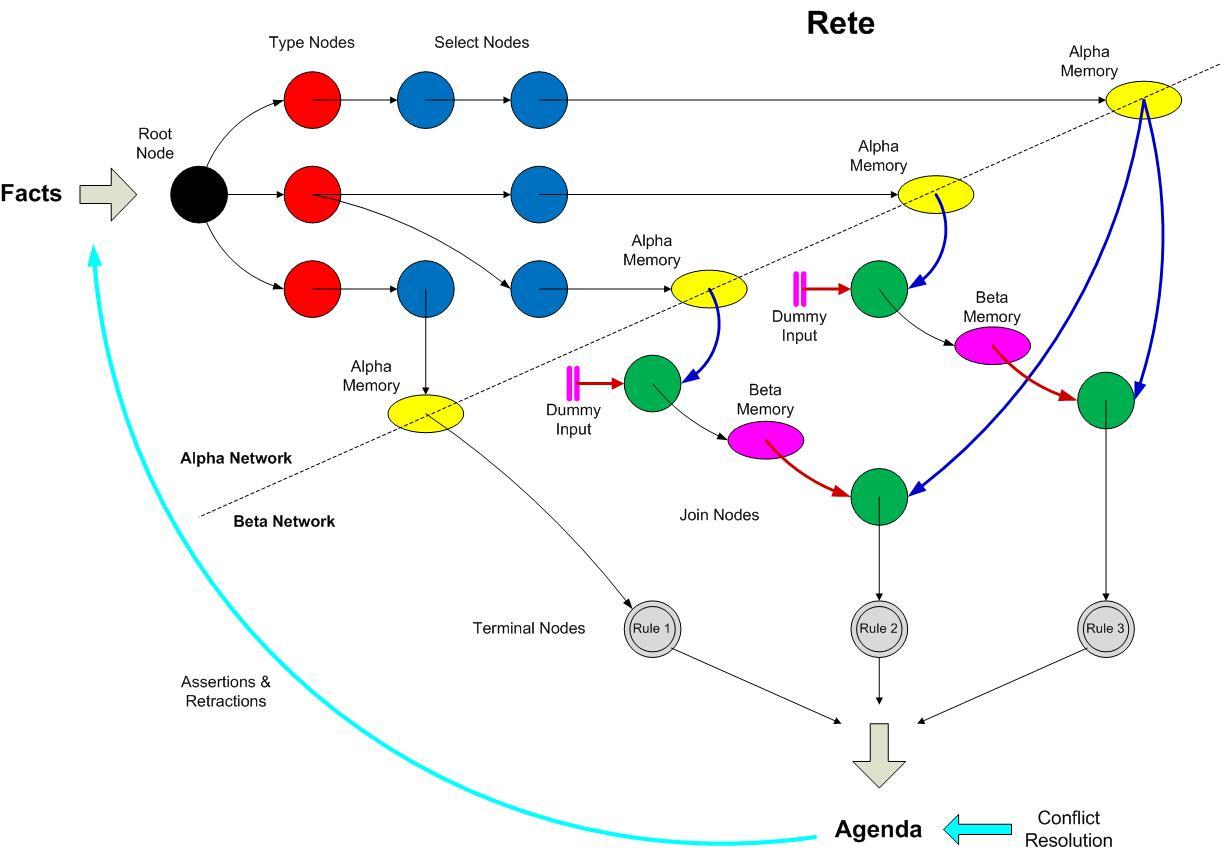 Rete
Type Nodes
Select Nodes
Alpha
Memory
Root
Node
Alpha
Memory
Facts
Alpha
Memory
Dummy
Input
Beta
Memory
Alpha
Memory
Dummy
Input
Beta
Memory
Alpha Network
Beta Network
Join Nodes
Terminal Nodes
Rule 1
Rule 2
Rule 3
Assertions &
Retractions
Agenda
Conflict
Resolution